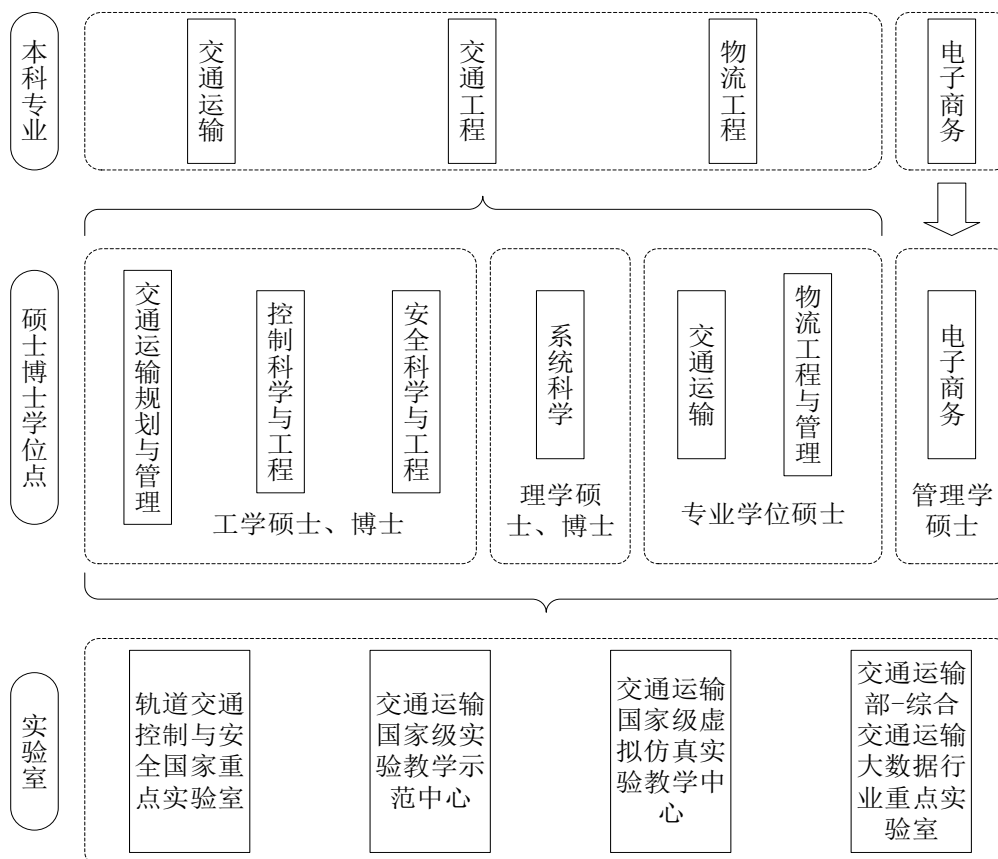 本科专业
交通运输
交通工程
物流工程
电子商务
硕士博士学位点
交通运输规划与管理
控制科学与工程
安全科学与工程
工学硕士、博士
系统科学
理学硕
士、博士
交通运输
物流工程与管理
专业学位硕士
电子商务
管理学
硕士
实验室
轨道交通
控制与安
全国家重
点实验室
交通运输
国家级实
验教学示
范中心
交通运输
国家级虚
拟仿真实
验教学中
心
交通运输
部-综合
交通运输
大数据行
业重点实
验室